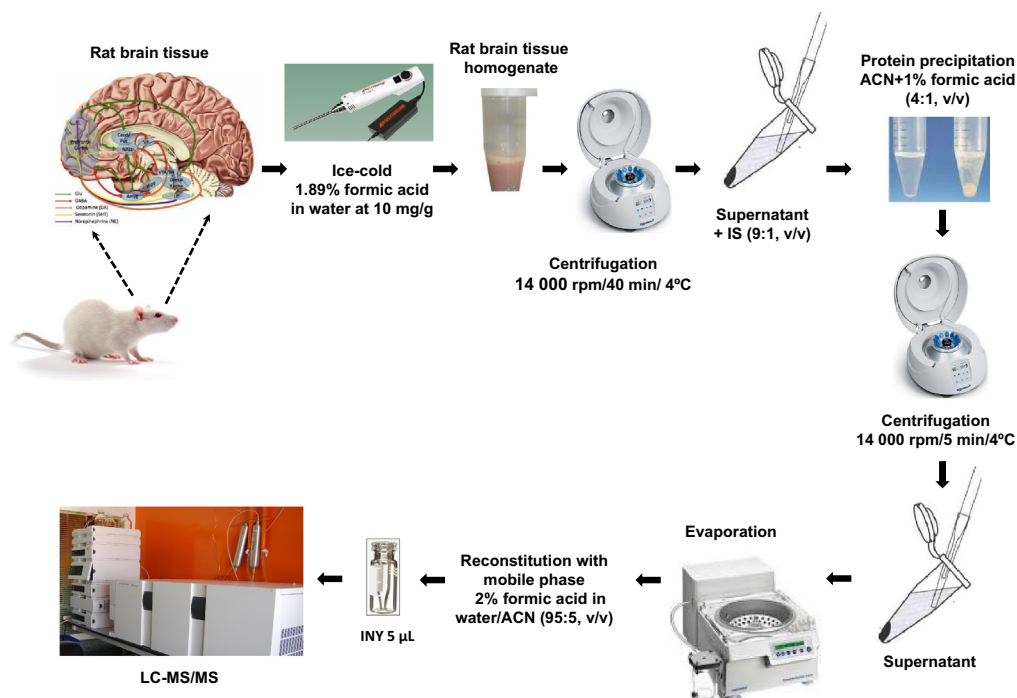 Rat brain tissue
Glu
GABA
Dopamine (DA)
Serotonin (5HT)
Norepinephrine (NE)
Ice-cold
1.89% formic acid
in water at 10 mg/g
Rat brain tissue
homogenate
Centrifugation
14 000 rpm/40 min/ 4ºC
Supernatant
+ IS (9:1, v/v)
Protein precipitation
ACN+1% formic acid
(4:1, v/v)
Centrifugation
14 000 rpm/5 min/4ºC
Supernatant
Evaporation
Reconstitution with
mobile phase
2% formic acid in
water/ACN (95:5, v/v)
INY 5 µL
LC-MS/MS